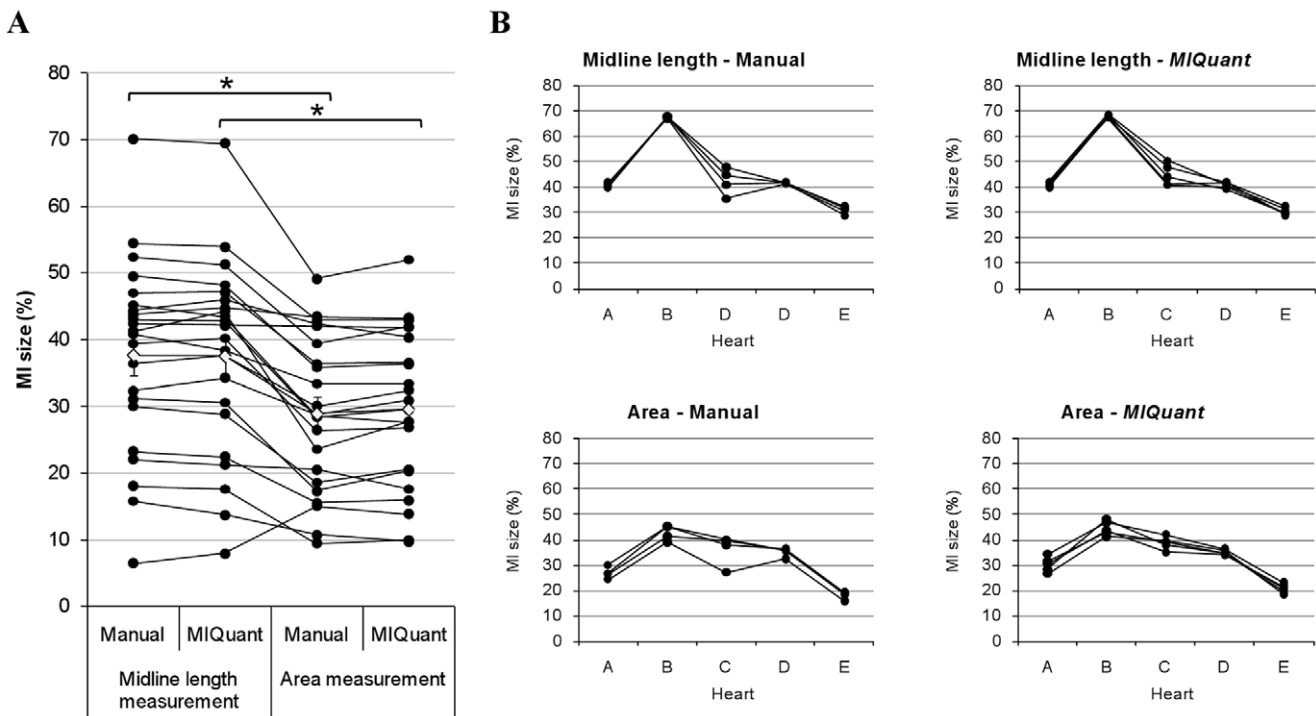 A
MI size (%)
80
70
60
50
40
30
20
10
0
*
*
Manual MIQuant Manual MIQuant
Midline length
measurement
Area measurement
B
Midline length - Manual
MI size (%)
80
70
60
50
40
30
20
10
0
A B D D E
Heart
Midline length - MIQuant
MI size (%)
80
70
60
50
40
30
20
10
0
A B C D E
Heart
Area - Manual
MI size (%)
80
70
60
50
40
30
20
10
0
A B C D E
Heart
Area - MIQuant
MI size (%)
80
70
60
50
40
30
20
10
0
A B C D E
Heart